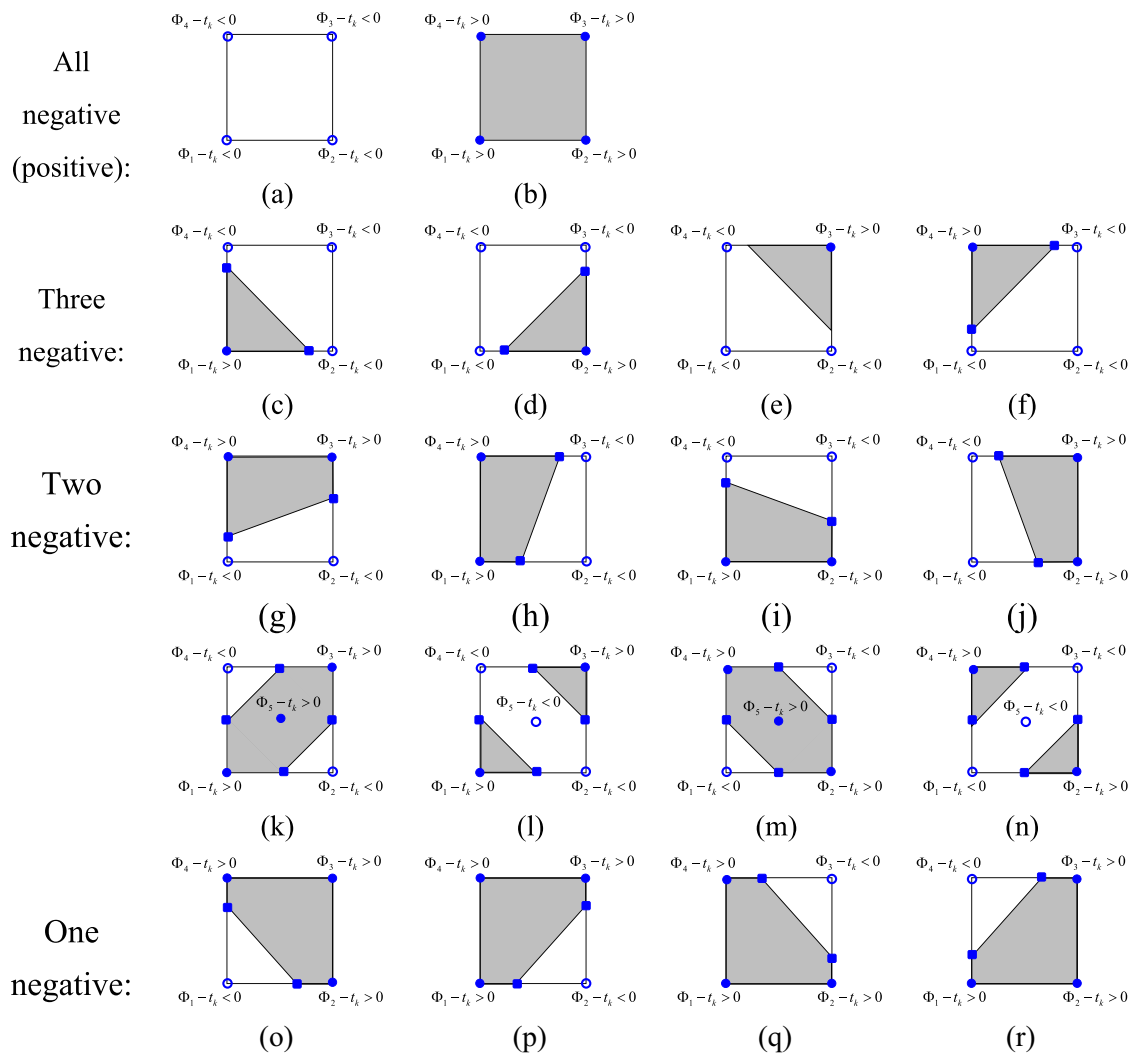 All
negative
(positive):
Φ₄ − tₖ < 0 Φ₃ − tₖ < 0
Φ₁ − tₖ < 0 Φ₂ − tₖ < 0
(a)
Φ₄ − tₖ > 0 Φ₃ − tₖ > 0
Φ₁ − tₖ > 0 Φ₂ − tₖ > 0
(b)
Three
negative:
Φ₄ − tₖ < 0 Φ₃ − tₖ < 0
Φ₁ − tₖ > 0 Φ₂ − tₖ < 0
(c)
Φ₄ − tₖ < 0 Φ₃ − tₖ < 0
Φ₁ − tₖ < 0 Φ₂ − tₖ > 0
(d)
Φ₄ − tₖ < 0 Φ₃ − tₖ > 0
Φ₁ − tₖ < 0 Φ₂ − tₖ < 0
(e)
Φ₄ − tₖ > 0 Φ₃ − tₖ < 0
Φ₁ − tₖ < 0 Φ₂ − tₖ < 0
(f)
Two
negative:
Φ₄ − tₖ > 0 Φ₃ − tₖ > 0
Φ₁ − tₖ < 0 Φ₂ − tₖ < 0
(g)
Φ₄ − tₖ > 0 Φ₃ − tₖ < 0
Φ₁ − tₖ > 0 Φ₂ − tₖ < 0
(h)
Φ₄ − tₖ < 0 Φ₃ − tₖ < 0
Φ₁ − tₖ > 0 Φ₂ − tₖ > 0
(i)
Φ₄ − tₖ < 0 Φ₃ − tₖ > 0
Φ₁ − tₖ < 0 Φ₂ − tₖ > 0
(j)
Φ₄ − tₖ < 0 Φ₃ − tₖ > 0
Φ₅ − tₖ > 0
Φ₁ − tₖ > 0 Φ₂ − tₖ < 0
(k)
Φ₄ − tₖ < 0 Φ₃ − tₖ > 0
Φ₅ − tₖ < 0
Φ₁ − tₖ > 0 Φ₂ − tₖ < 0
(l)
Φ₄ − tₖ > 0 Φ₃ − tₖ < 0
Φ₅ − tₖ > 0
Φ₁ − tₖ < 0 Φ₂ − tₖ > 0
(m)
Φ₄ − tₖ > 0 Φ₃ − tₖ < 0
Φ₅ − tₖ < 0
Φ₁ − tₖ < 0 Φ₂ − tₖ > 0
(n)
One
negative:
Φ₄ − tₖ > 0 Φ₃ − tₖ > 0
Φ₁ − tₖ < 0 Φ₂ − tₖ > 0
(o)
Φ₄ − tₖ > 0 Φ₃ − tₖ > 0
Φ₁ − tₖ > 0 Φ₂ − tₖ < 0
(p)
Φ₄ − tₖ > 0 Φ₃ − tₖ < 0
Φ₁ − tₖ > 0 Φ₂ − tₖ > 0
(q)
Φ₄ − tₖ < 0 Φ₃ − tₖ > 0
Φ₁ − tₖ > 0 Φ₂ − tₖ > 0
(r)